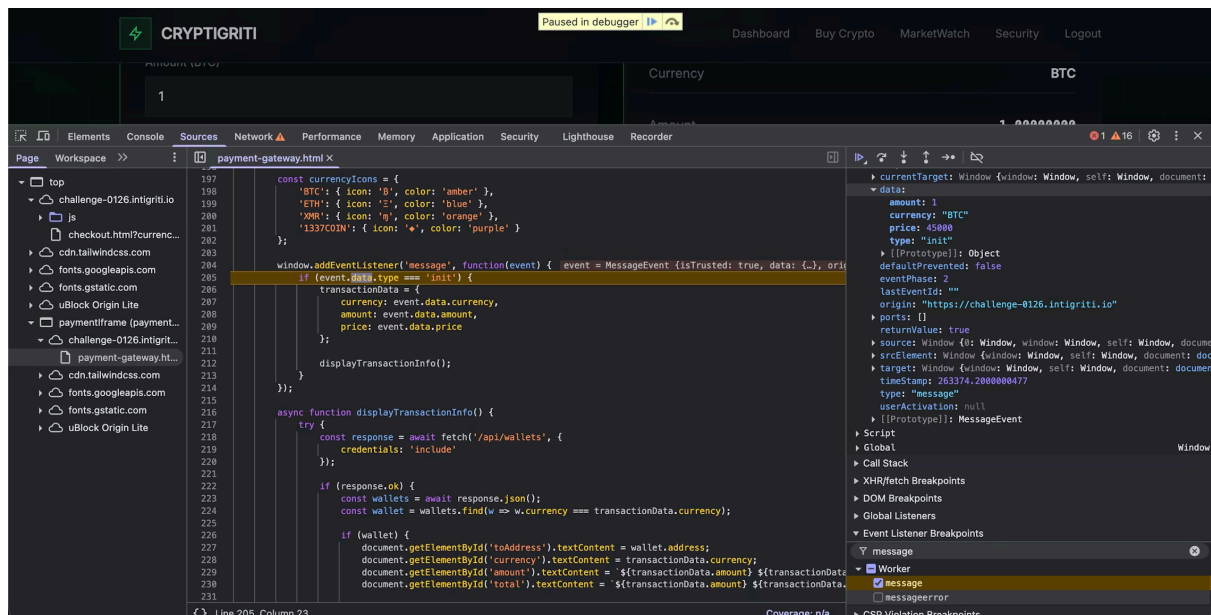 Paused in debugger
CRYPTIGRITI
Dashboard Buy Crypto MarketWatch Security Logout
Amount (BTC)
1
Currency BTC
Amount 1.00000000
Elements Console Sources Network Performance Memory Application Security Lighthouse Recorder 1 16
Page Workspace
payment-gateway.html
top
challenge-0126.intigriti.io
js
checkout.html?currenc...
cdn.tailwindcss.com
fonts.googleapis.com
fonts.gstatic.com
uBlock Origin Lite
paymentIframe (payment...
challenge-0126.intigrit...
payment-gateway.ht...
cdn.tailwindcss.com
fonts.googleapis.com
fonts.gstatic.com
uBlock Origin Lite
197 const currencyIcons = {
198 'BTC': { icon: '₿', color: 'amber' },
199 'ETH': { icon: 'Ξ', color: 'blue' },
200 'XMR': { icon: 'ɱ', color: 'orange' },
201 '1337COIN': { icon: '◆', color: 'purple' }
202 };
203
204 window.addEventListener('message', function(event) { event = MessageEvent {isTrusted: true, data: {…}, ori
205 if (event.data.type === 'init') {
206 transactionData = {
207 currency: event.data.currency,
208 amount: event.data.amount,
209 price: event.data.price
210 };
211
212 displayTransactionInfo();
213 }
214 });
215
216 async function displayTransactionInfo() {
217 try {
218 const response = await fetch('/api/wallets', {
219 credentials: 'include'
220 });
221
222 if (response.ok) {
223 const wallets = await response.json();
224 const wallet = wallets.find(w => w.currency === transactionData.currency);
225
226 if (wallet) {
227 document.getElementById('toAddress').textContent = wallet.address;
228 document.getElementById('currency').textContent = transactionData.currency;
229 document.getElementById('amount').textContent = `${transactionData.amount} ${transactionData
230 document.getElementById('total').textContent = `${transactionData.amount} ${transactionData.
231
{} Line 205, Column 23 Coverage: n/a
currentTarget: Window {window: Window, self: Window, document:
data:
amount: 1
currency: "BTC"
price: 45000
type: "init"
[[Prototype]]: Object
defaultPrevented: false
eventPhase: 2
lastEventId: ""
origin: "https://challenge-0126.intigriti.io"
ports: []
returnValue: true
source: Window {0: Window, window: Window, self: Window, docume
srcElement: Window {window: Window, self: Window, document: doc
target: Window {window: Window, self: Window, document: documen
timeStamp: 263374.2000000477
type: "message"
userActivation: null
[[Prototype]]: MessageEvent
Script
Global Window
Call Stack
XHR/fetch Breakpoints
DOM Breakpoints
Global Listeners
Event Listener Breakpoints
message
Worker
message
messageerror
CSP Violation Breakpoints